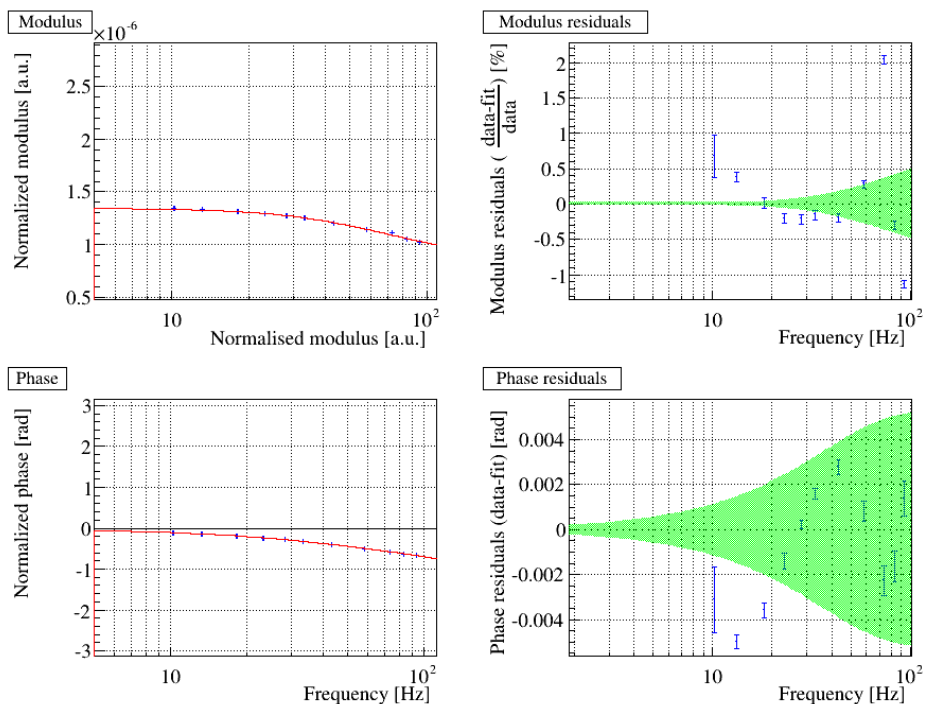 Modulus
×10⁻⁶
Normalized modulus [a.u.]
2.5
2
1.5
1
0.5
10
10²
Normalised modulus [a.u.]
Modulus residuals
Modulus residuals ( data-fit / data ) [%]
2
1.5
1
0.5
0
-0.5
-1
10
10²
Frequency [Hz]
Phase
Normalized phase [rad]
3
2
1
0
-1
-2
-3
10
10²
Frequency [Hz]
Phase residuals
Phase residuals (data-fit) [rad]
0.004
0.002
0
-0.002
-0.004
10
10²
Frequency [Hz]